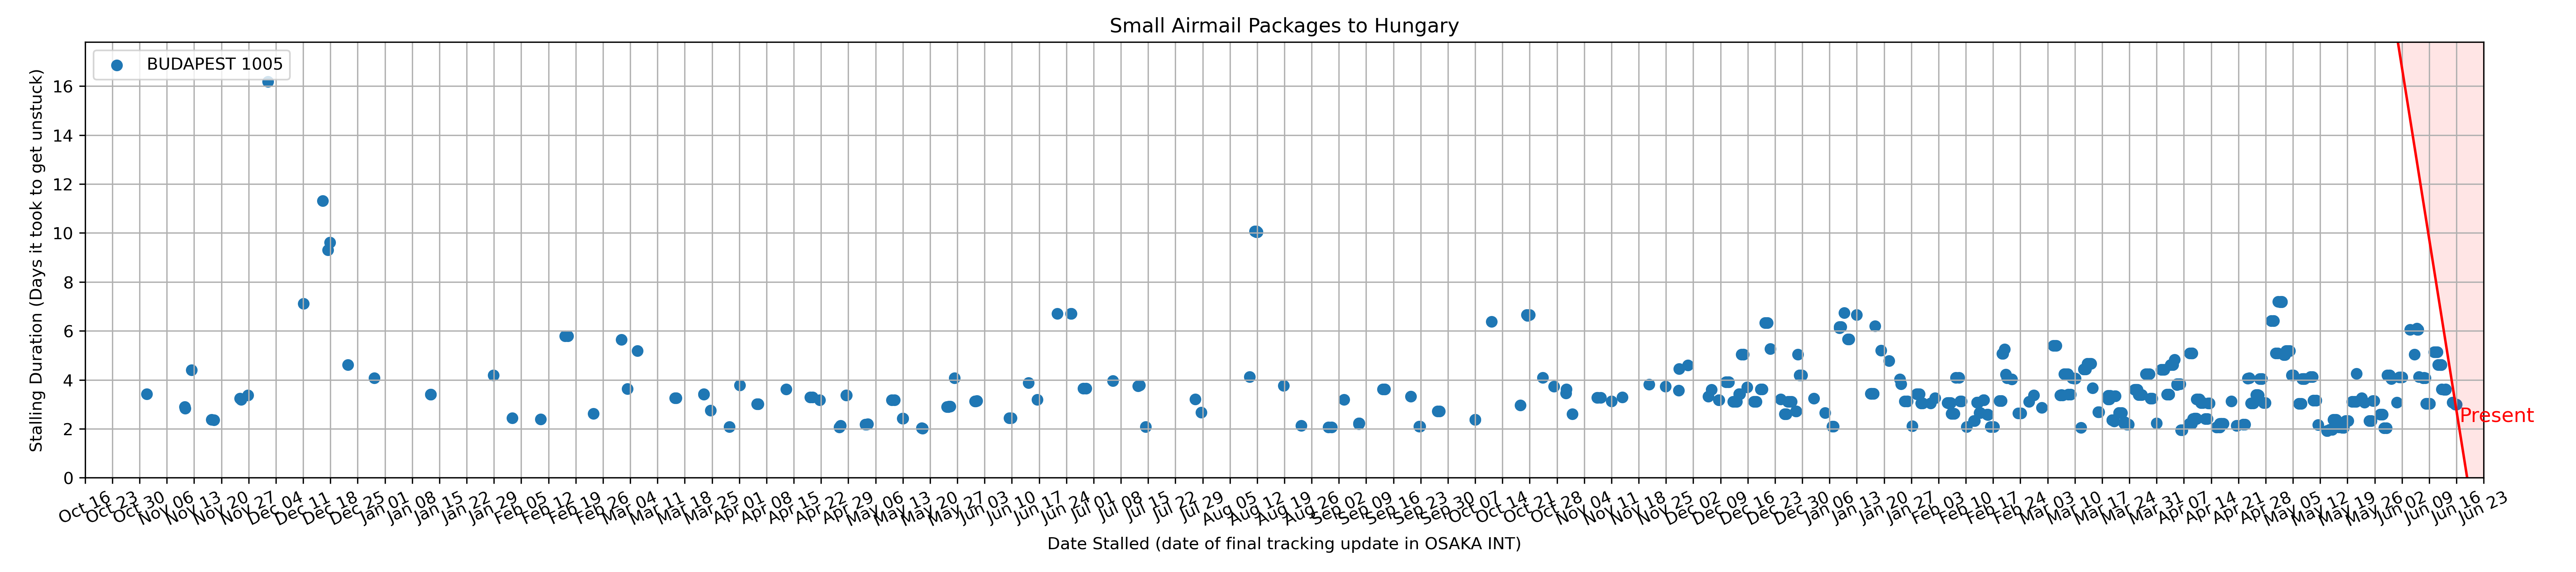 Small Airmail Packages to Hungary
BUDAPEST 1005
Stalling Duration (Days it took to get unstuck)
16
14
12
10
8
6
4
2
0
Present
Oct 16
Oct 23
Oct 30
Nov 06
Nov 13
Nov 20
Nov 27
Dec 04
Dec 11
Dec 18
Dec 25
Jan 01
Jan 08
Jan 15
Jan 22
Jan 29
Feb 05
Feb 12
Feb 19
Feb 26
Mar 04
Mar 11
Mar 18
Mar 25
Apr 01
Apr 08
Apr 15
Apr 22
Apr 29
May 06
May 13
May 20
May 27
Jun 03
Jun 10
Jun 17
Jun 24
Jul 01
Jul 08
Jul 15
Jul 22
Jul 29
Aug 05
Aug 12
Aug 19
Aug 26
Sep 02
Sep 09
Sep 16
Sep 23
Sep 30
Oct 07
Oct 14
Oct 21
Oct 28
Nov 04
Nov 11
Nov 18
Nov 25
Dec 02
Dec 09
Dec 16
Dec 23
Dec 30
Jan 06
Jan 13
Jan 20
Jan 27
Feb 03
Feb 10
Feb 17
Feb 24
Mar 03
Mar 10
Mar 17
Mar 24
Mar 31
Apr 07
Apr 14
Apr 21
Apr 28
May 05
May 12
May 19
May 26
Jun 02
Jun 09
Jun 16
Jun 23
Date Stalled (date of final tracking update in OSAKA INT)